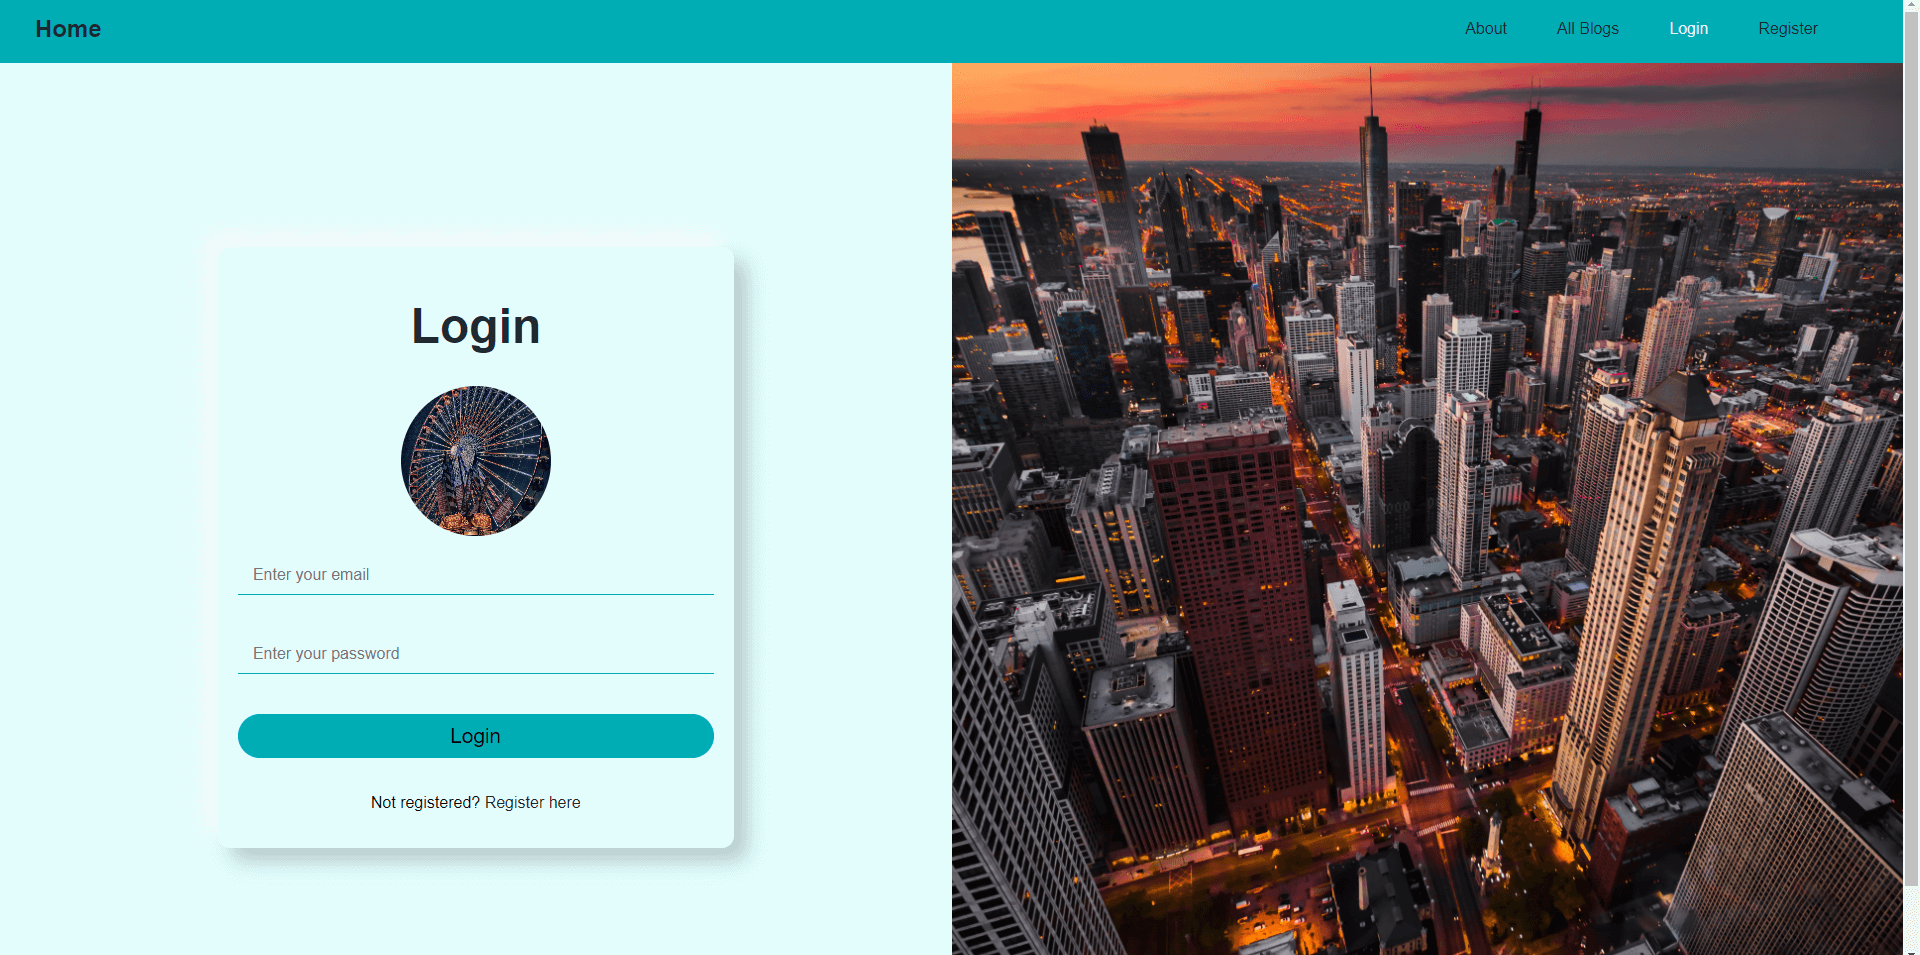 Home
About
All Blogs
Login
Register
Login
Enter your email
Enter your password
Login
Not registered? Register here